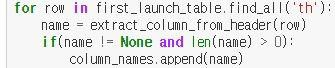 for row in first_launch_table.find_all('th'):
    name = extract_column_from_header(row)
    if(name != None and len(name) > 0):
        column_names.append(name)